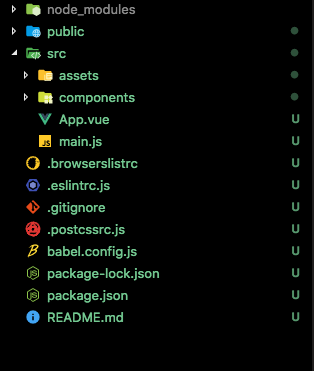 node_modules
public
src
assets
components
App.vue U
JS main.js U
.browserslistrc U
.eslintrc.js U
.gitignore U
.postcssrc.js U
babel.config.js U
package-lock.json U
package.json U
README.md U